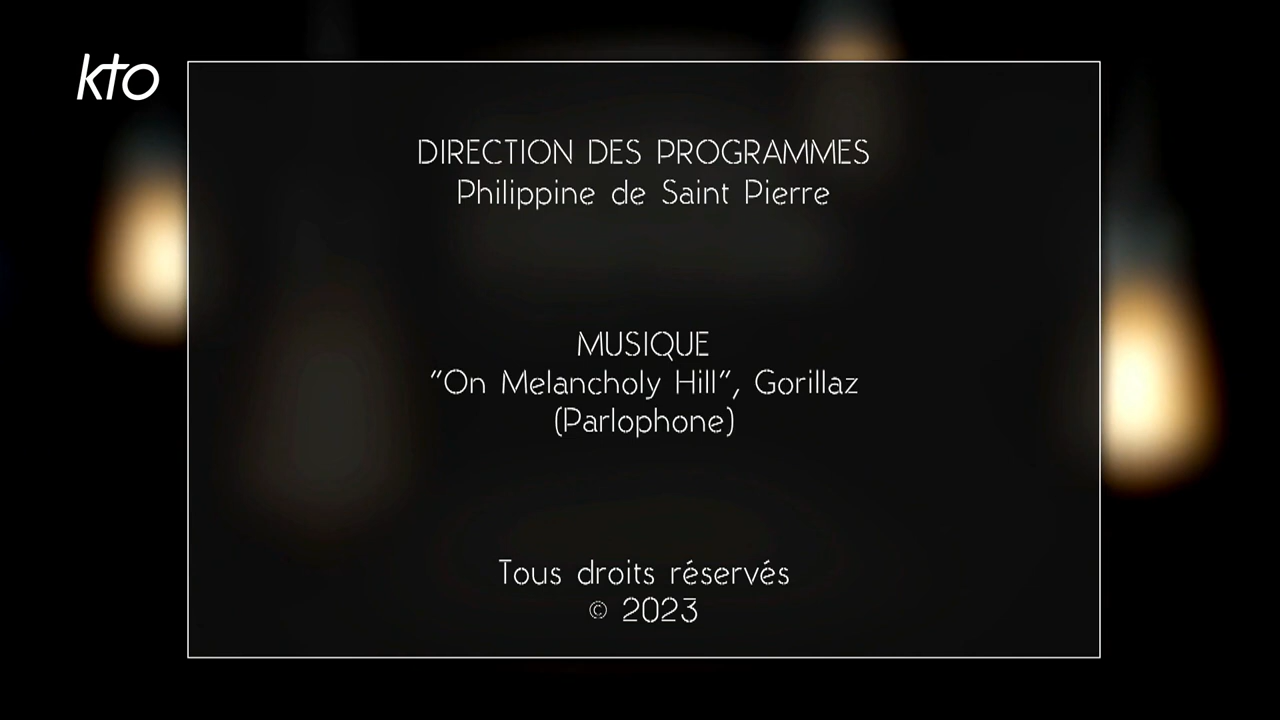 kto
DIRECTION DES PROGRAMMES
Philippine de Saint Pierre
MUSIQUE
“On Melancholy Hill”, Gorillaz
(Parlophone)
Tous droits réservés
© 2023